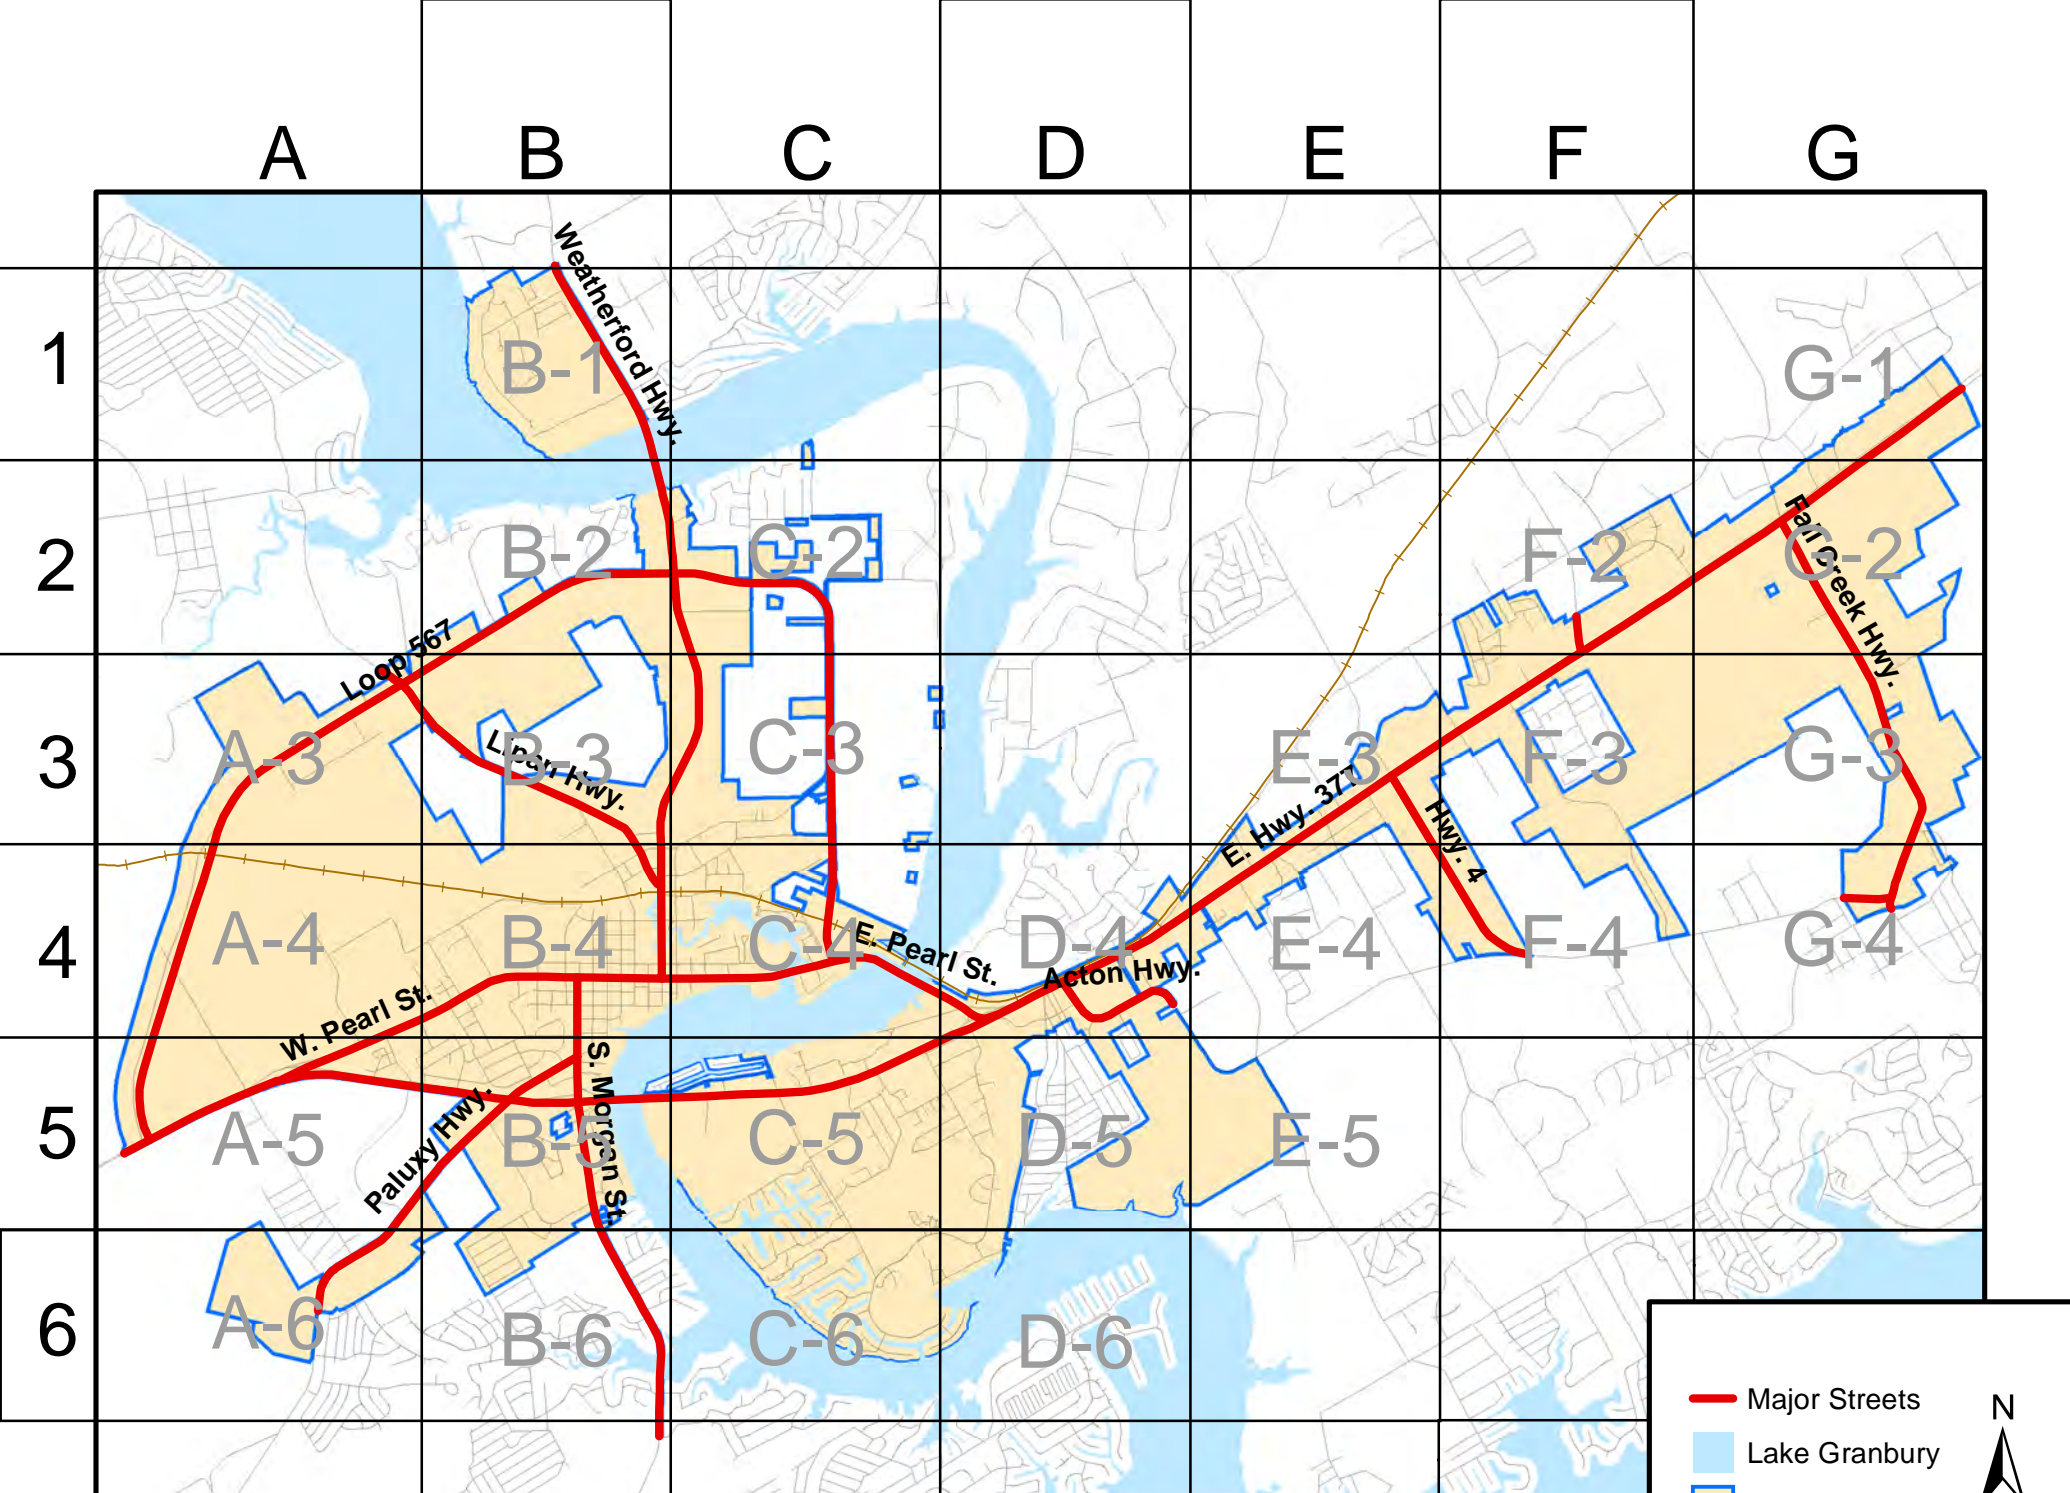 A B C D E F G
1
2
3
4
5
6
Weatherford Hwy.
B-1
G-1
B-2
C-2
F-2
G-2
Fall Creek Hwy.
Loop 567
A-3
B-3
Lipan Hwy.
C-3
E-3
E. Hwy. 377
F-3
G-3
Hwy. 4
A-4
B-4
C-4
E. Pearl St.
D-4
Acton Hwy.
E-4
F-4
G-4
W. Pearl St.
S. Morgan St.
Paluxy Hwy.
A-5
B-5
C-5
D-5
E-5
A-6
B-6
C-6
D-6
Major Streets
N
Lake Granbury